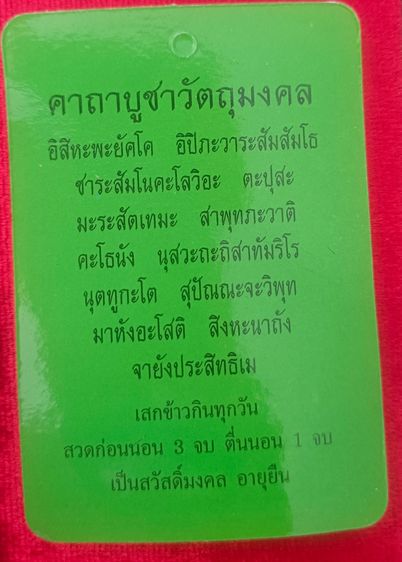 คาถาบูชาวัตถุมงคล
อิสีหะพะยัคโค อิปิภะวาระสัมสัมโธ
ชาระสัมโนคะโลวิอะ ตะปุสะ
มะระสัตเทมะ สาพุทภะวาติ
คะโธนัง นุสวะถะถิสาทัมริโร
นุตทูกะโต สุปัณณะจะวิพุท
มาหังอะโสติ สิงหะนาถัง
จายังประสิทธิเม
เสกข้าวกินทุกวัน
สวดก่อนนอน 3 จบ ตื่นนอน 1 จบ
เป็นสวัสดิ์มงคล อายุยืน